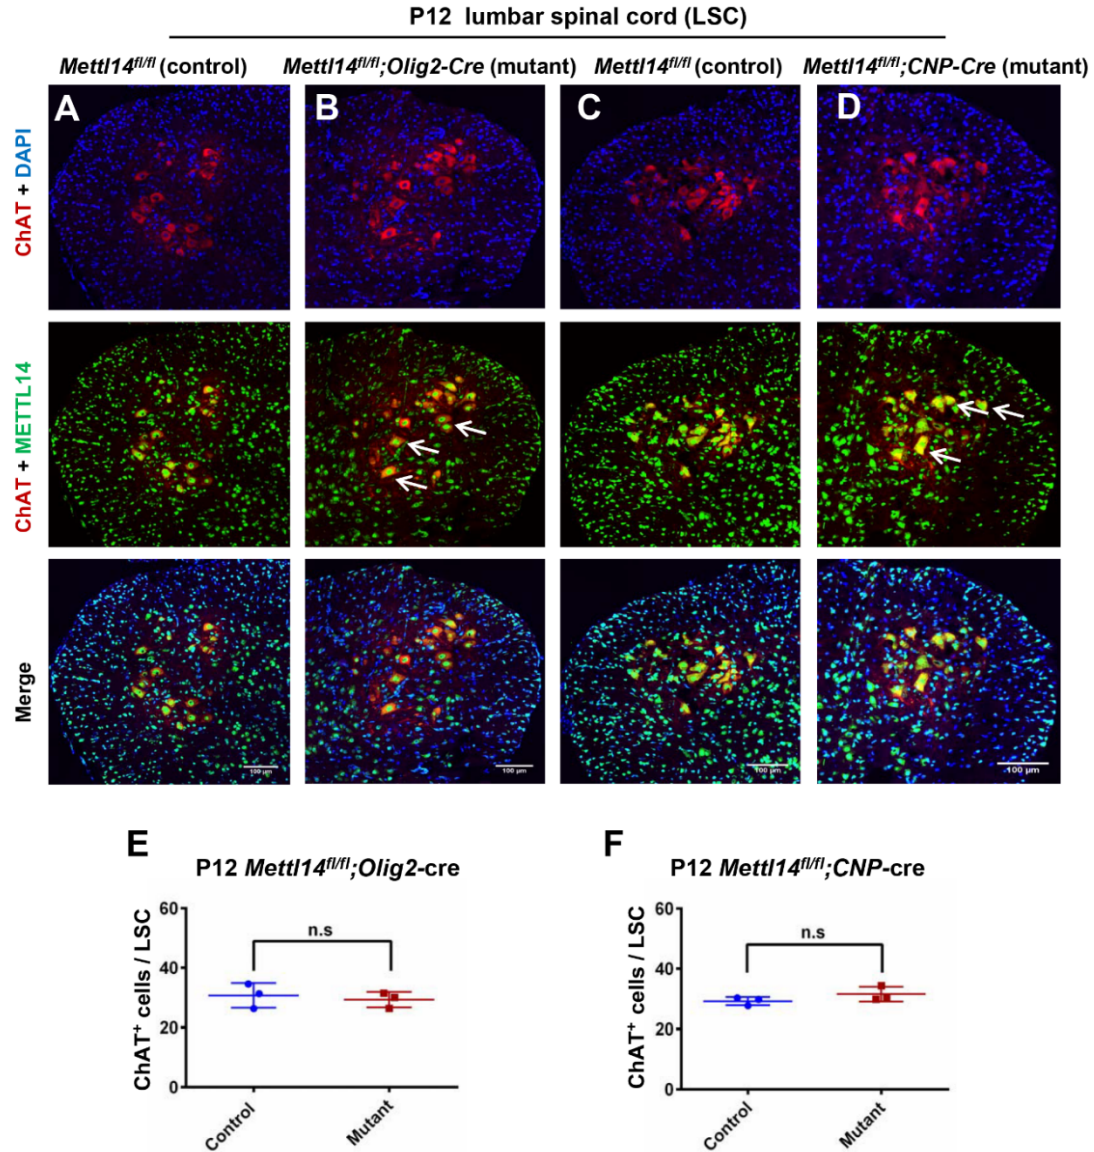 P12 lumbar spinal cord (LSC)
Mettl14fl/fl (control) Mettl14fl/fl;Olig2-Cre (mutant) Mettl14fl/fl (control) Mettl14fl/fl;CNP-Cre (mutant)
A B C D
ChAT + DAPI
ChAT + METTL14
Merge
100 µm 100 µm 100 µm 100 µm
E F
P12 Mettl14fl/fl;Olig2-cre P12 Mettl14fl/fl;CNP-cre
ChAT+ cells / LSC
60
40
20
0
n.s
Control Mutant
ChAT+ cells / LSC
60
40
20
0
n.s
Control Mutant